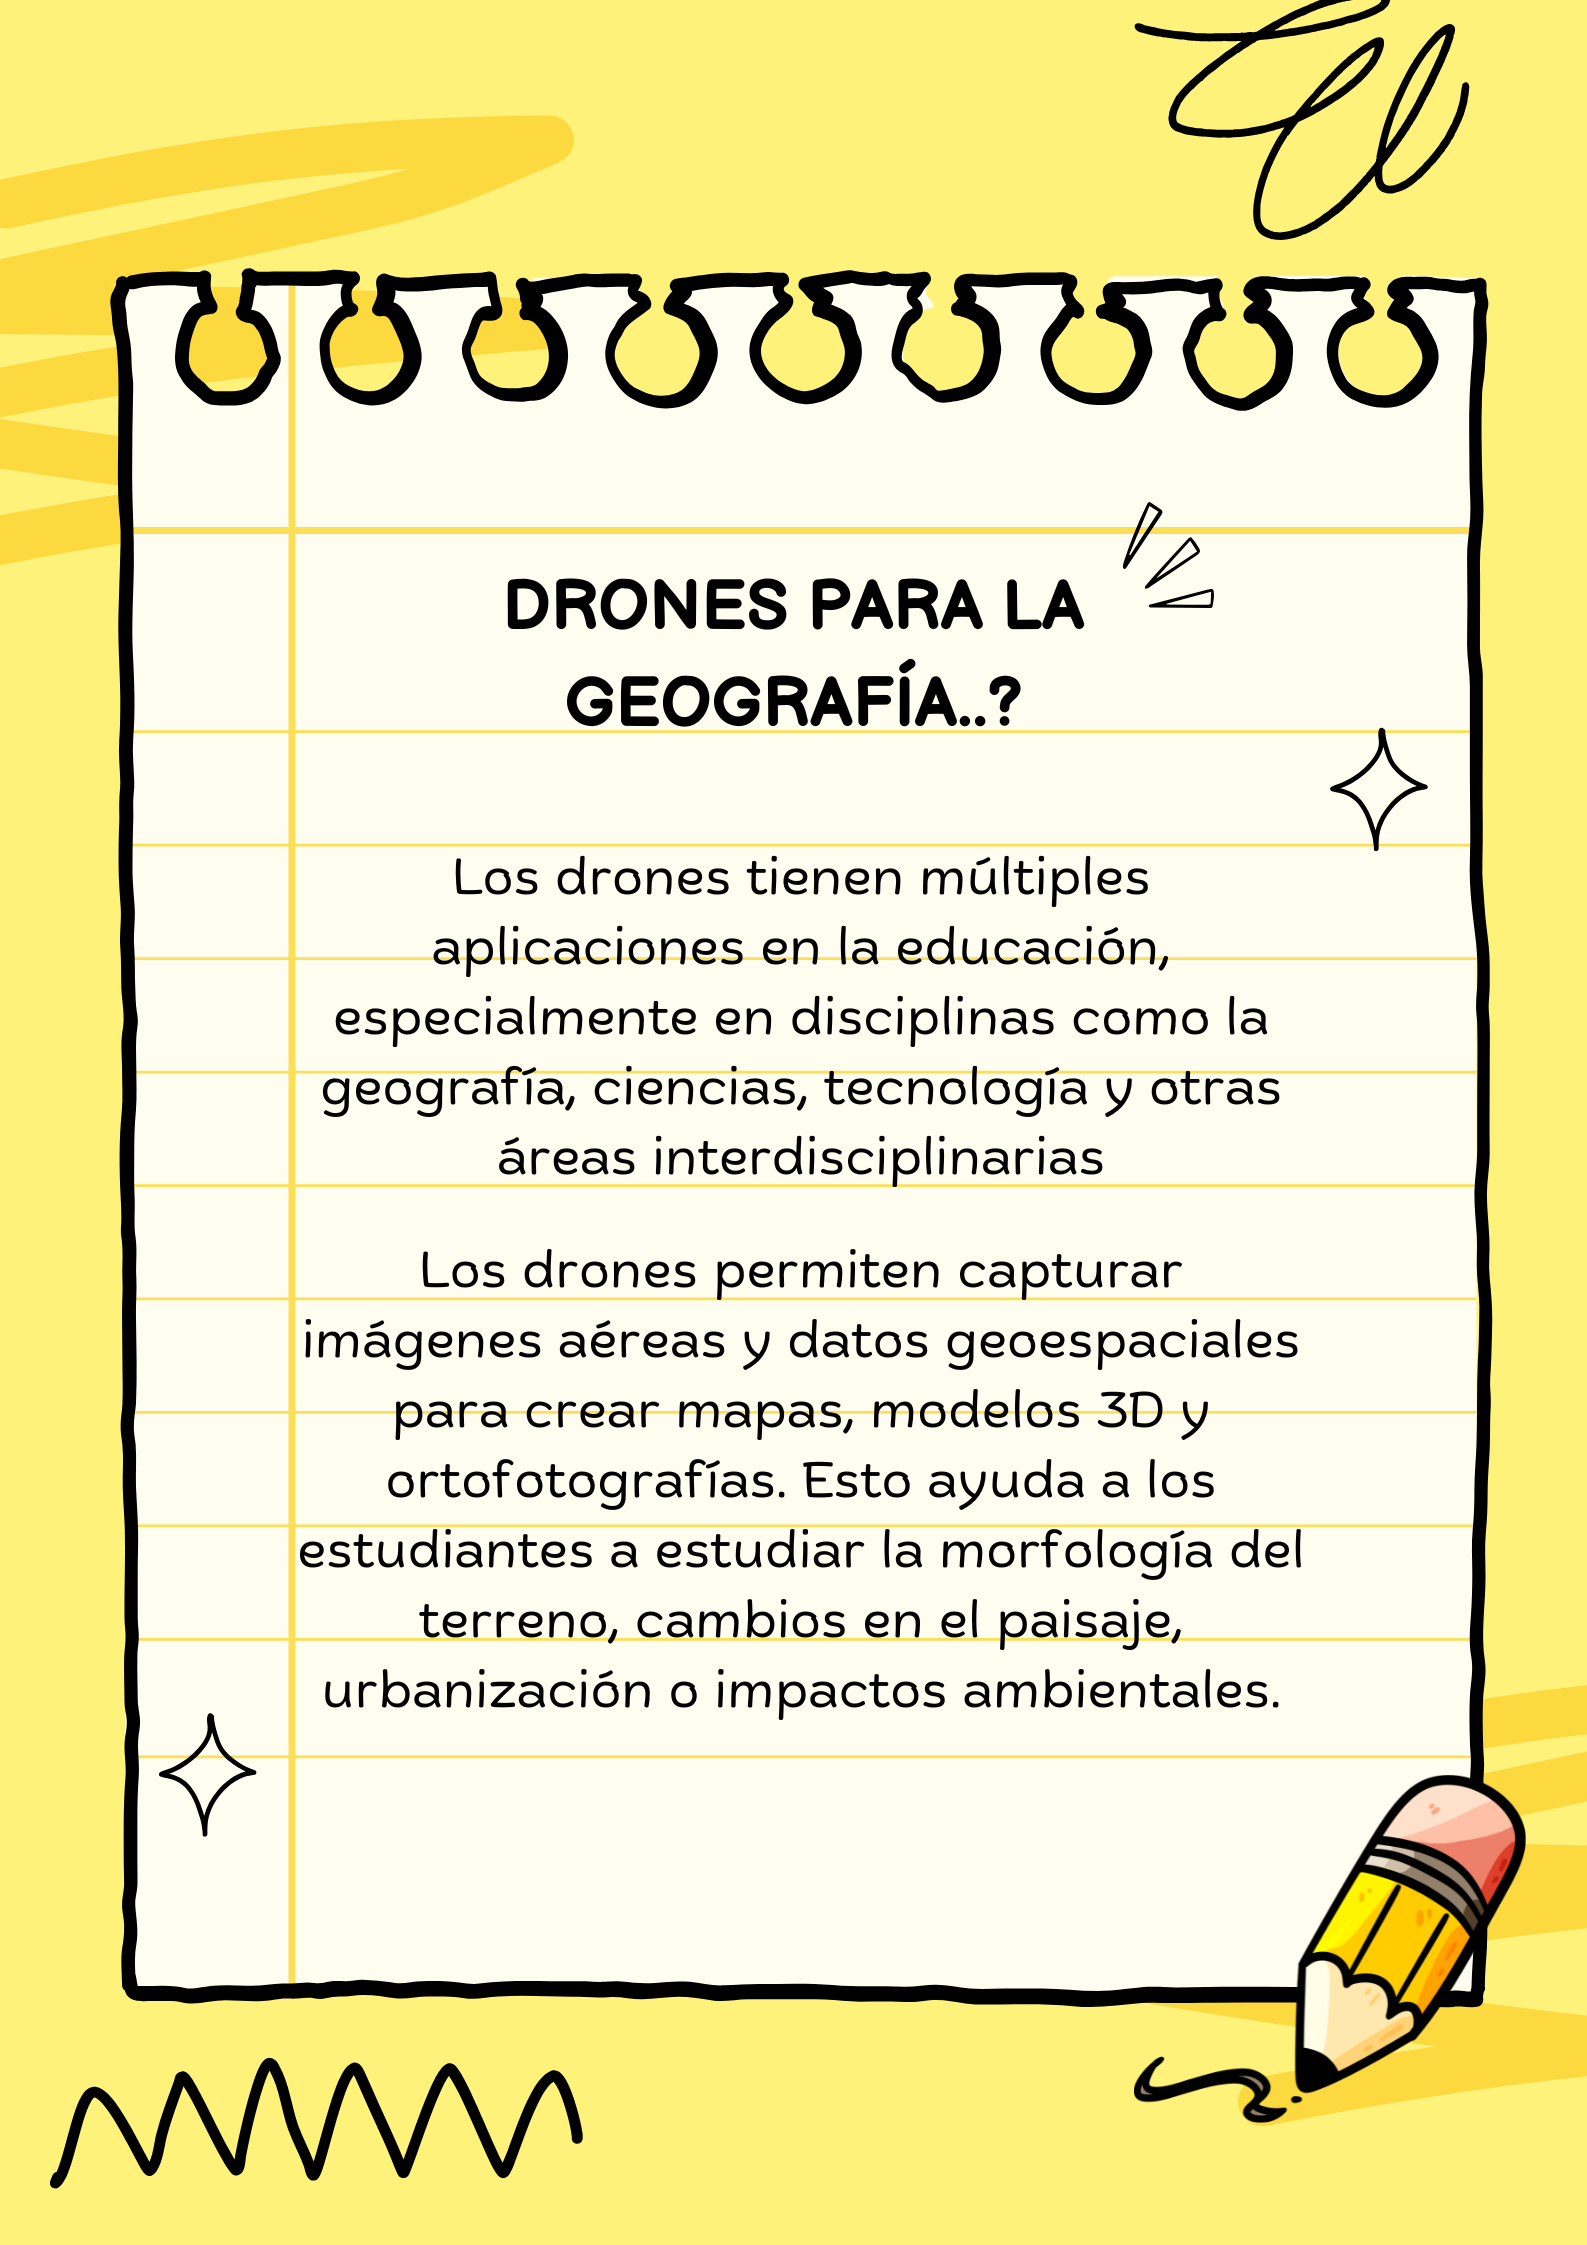 DRONES PARA LA
GEOGRAFÍA..?
Los drones tienen múltiples
aplicaciones en la educación,
especialmente en disciplinas como la
geografía, ciencias, tecnología y otras
áreas interdisciplinarias
Los drones permiten capturar
imágenes aéreas y datos geoespaciales
para crear mapas, modelos 3D y
ortofotografías. Esto ayuda a los
estudiantes a estudiar la morfología del
terreno, cambios en el paisaje,
urbanización o impactos ambientales.